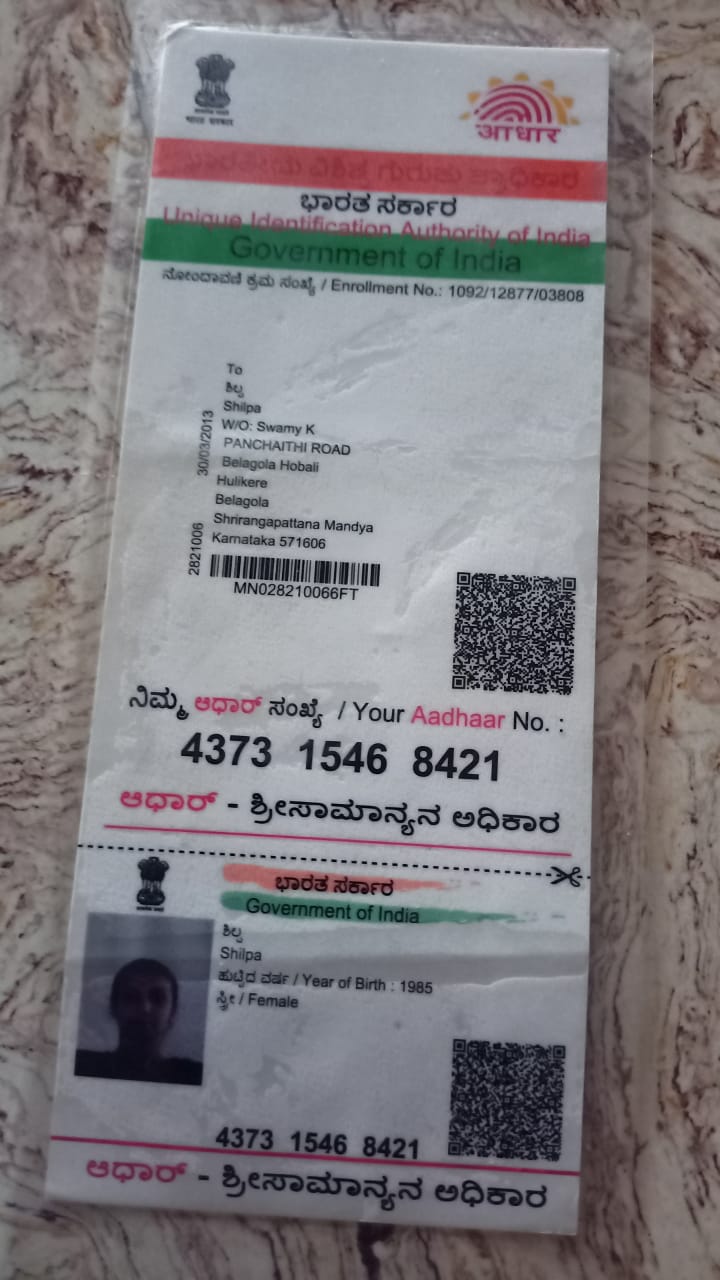 भारत सरकार
आधार
ಭಾರತ ಸರ್ಕಾರ
Unique Identification Authority of India
Government of India
ನೋಂದಾವಣಿ ಕ್ರಮ ಸಂಖ್ಯೆ / Enrollment No.: 1092/12877/03808
To
ಶಿಲ್ಪ
Shilpa
W/O: Swamy K
PANCHAITHI ROAD
Belagola Hobali
Hulikere
Belagola
Shrirangapattana Mandya
Karnataka 571606
30/03/2013
2821006
MN028210066FT
ನಿಮ್ಮ ಆಧಾರ್ ಸಂಖ್ಯೆ / Your Aadhaar No. :
4373 1546 8421
ಆಧಾರ್ - ಶ್ರೀಸಾಮಾನ್ಯನ ಅಧಿಕಾರ
ಭಾರತ ಸರ್ಕಾರ
Government of India
ಶಿಲ್ಪ
Shilpa
ಹುಟ್ಟಿದ ವರ್ಷ / Year of Birth : 1985
ಸ್ತ್ರೀ / Female
4373 1546 8421
ಆಧಾರ್ - ಶ್ರೀಸಾಮಾನ್ಯನ ಅಧಿಕಾರ